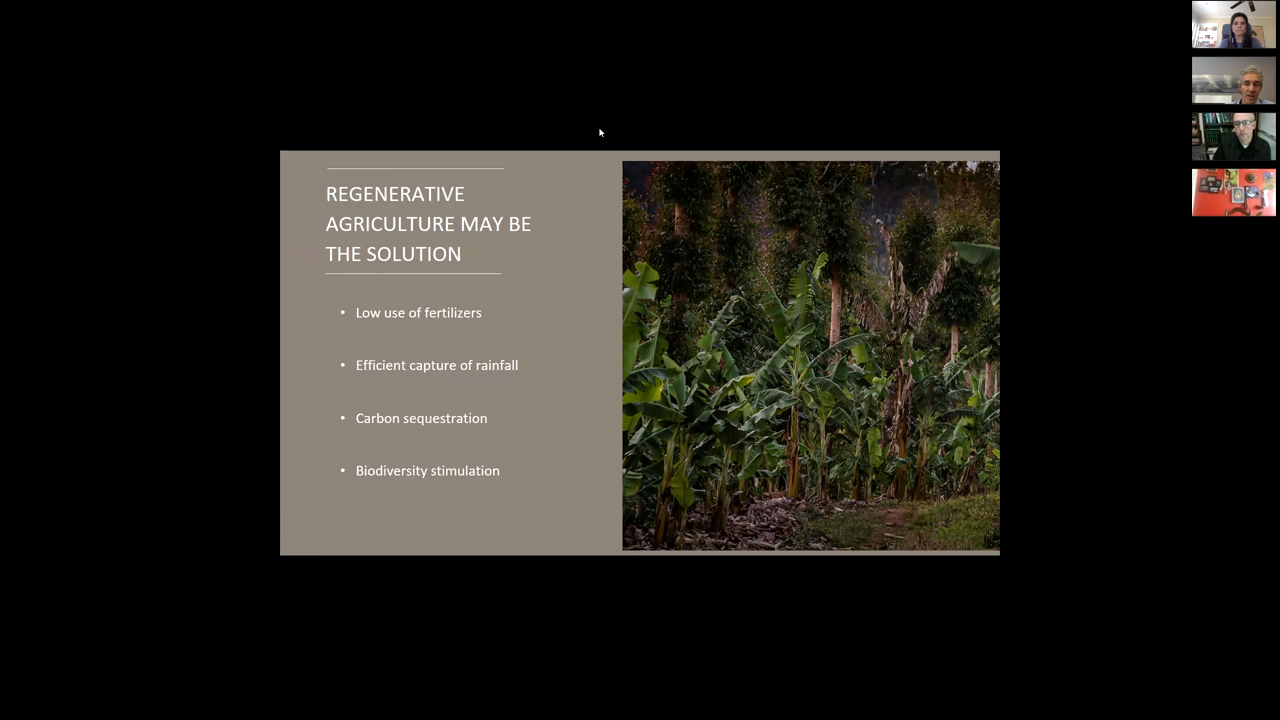 REGENERATIVE
AGRICULTURE MAY BE
THE SOLUTION
• Low use of fertilizers
• Efficient capture of rainfall
• Carbon sequestration
• Biodiversity stimulation